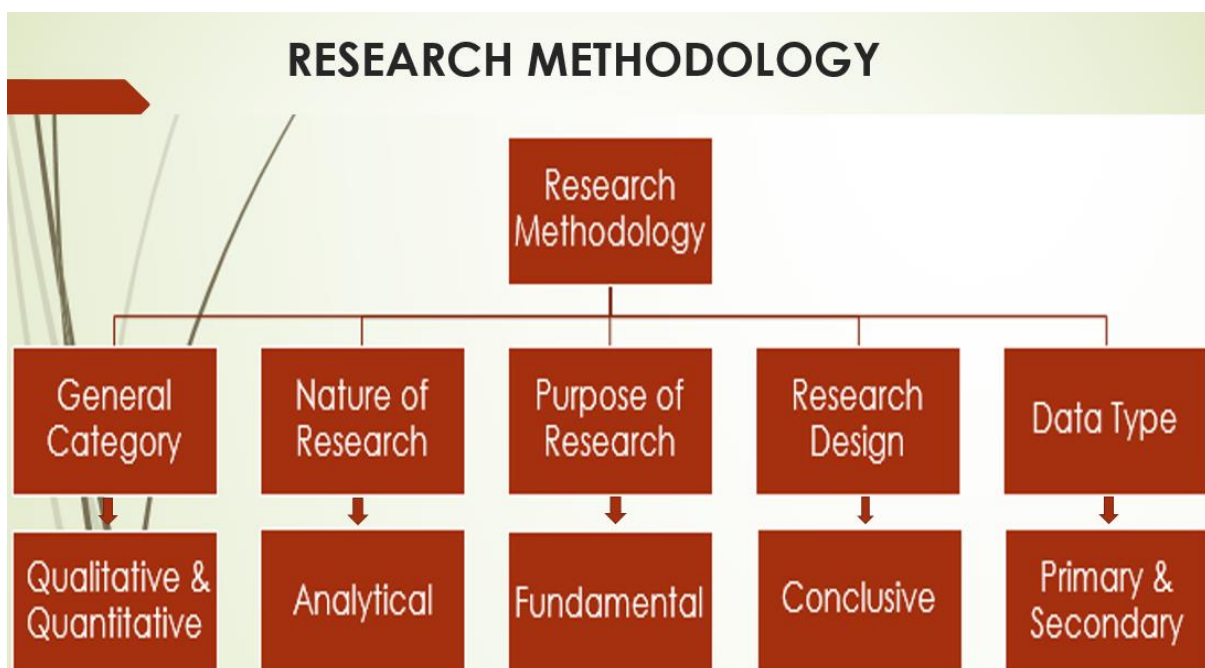 RESEARCH METHODOLOGY
Research
Methodology
General
Category
Nature of
Research
Purpose of
Research
Research
Design
Data Type
Qualitative &
Quantitative
Analytical
Fundamental
Conclusive
Primary &
Secondary